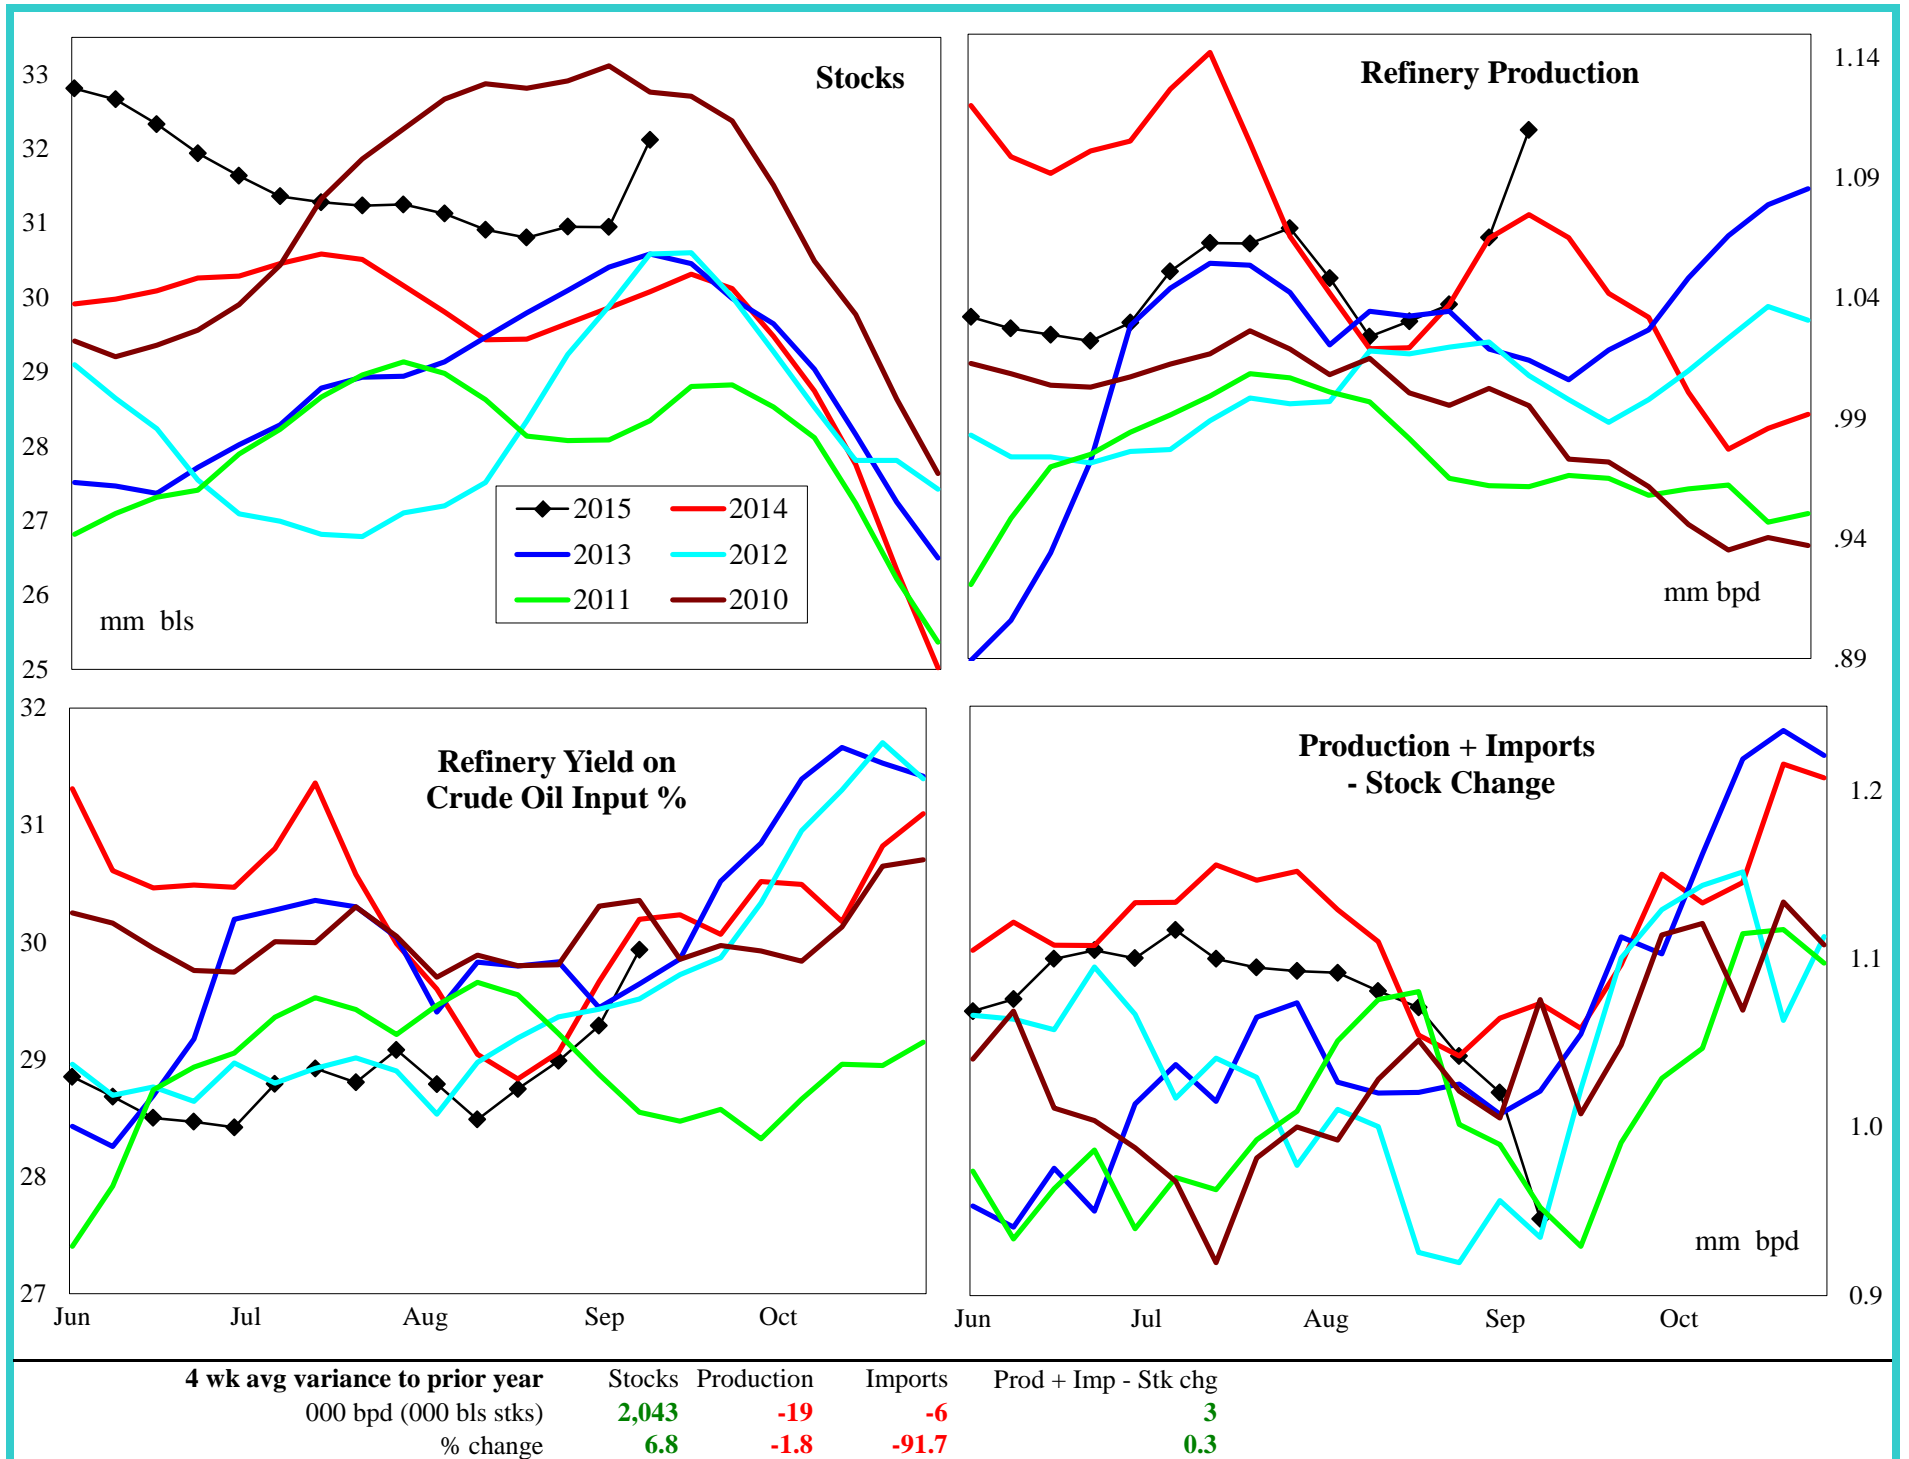 Stocks
33
32
31
30
29
28
27
26
25
mm bls
2015 2014
2013 2012
2011 2010
Refinery Production
1.14
1.09
1.04
.99
.94
.89
mm bpd
Refinery Yield on
Crude Oil Input %
32
31
30
29
28
27
Jun Jul Aug Sep Oct
Production + Imports
- Stock Change
1.2
1.1
1.0
0.9
mm bpd
Jun Jul Aug Sep Oct
4 wk avg variance to prior year Stocks Production Imports Prod + Imp - Stk chg
000 bpd (000 bls stks) 2,043 -19 -6 3
% change 6.8 -1.8 -91.7 0.3